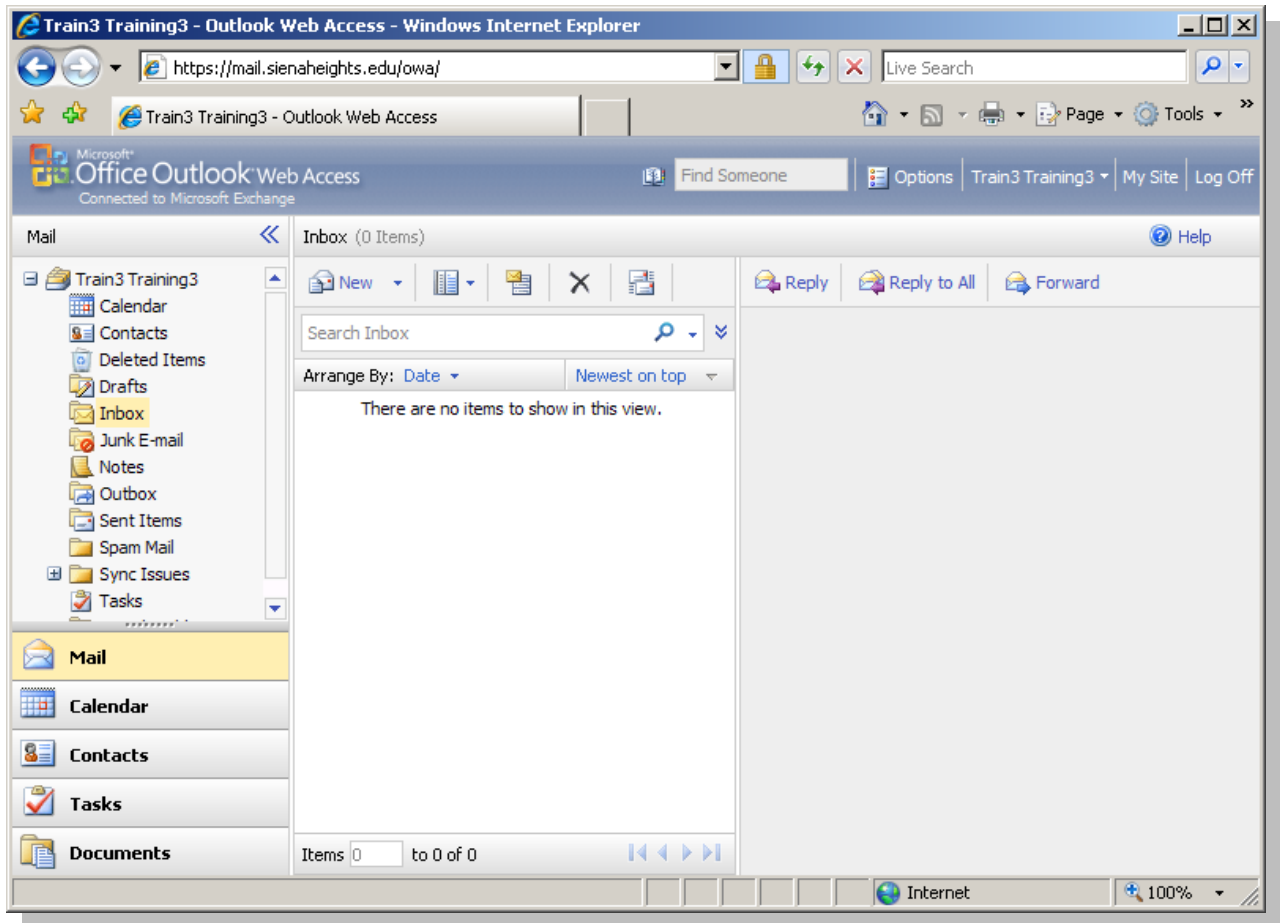 Train3 Training3 - Outlook Web Access - Windows Internet Explorer
https://mail.sienaheights.edu/owa/
Live Search
Train3 Training3 - Outlook Web Access
Page
Tools
Microsoft
Office Outlook Web Access
Connected to Microsoft Exchange
Find Someone
Options
Train3 Training3
My Site
Log Off
Mail
Inbox (0 Items)
Help
Train3 Training3
Calendar
Contacts
Deleted Items
Drafts
Inbox
Junk E-mail
Notes
Outbox
Sent Items
Spam Mail
Sync Issues
Tasks
New
Reply
Reply to All
Forward
Search Inbox
Arrange By: Date
Newest on top
There are no items to show in this view.
Mail
Calendar
Contacts
Tasks
Documents
Items 0 to 0 of 0
Internet
100%